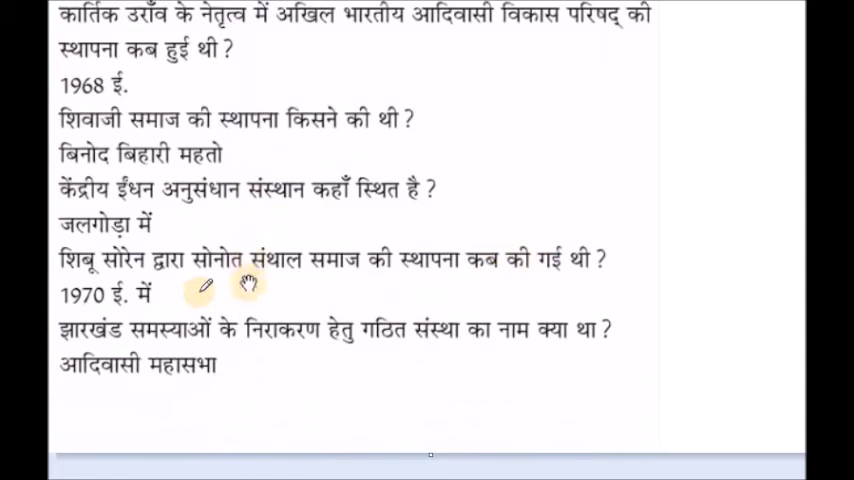 कार्तिक उराँव के नेतृत्व में अखिल भारतीय आदिवासी विकास परिषद् की
स्थापना कब हुई थी ?
1968 ई.
शिवाजी समाज की स्थापना किसने की थी ?
बिनोद बिहारी महतो
केंद्रीय ईंधन अनुसंधान संस्थान कहाँ स्थित है ?
जलगोड़ा में
शिबू सोरेन द्वारा सोनोत संथाल समाज की स्थापना कब की गई थी ?
1970 ई. में
झारखंड समस्याओं के निराकरण हेतु गठित संस्था का नाम क्या था ?
आदिवासी महासभा